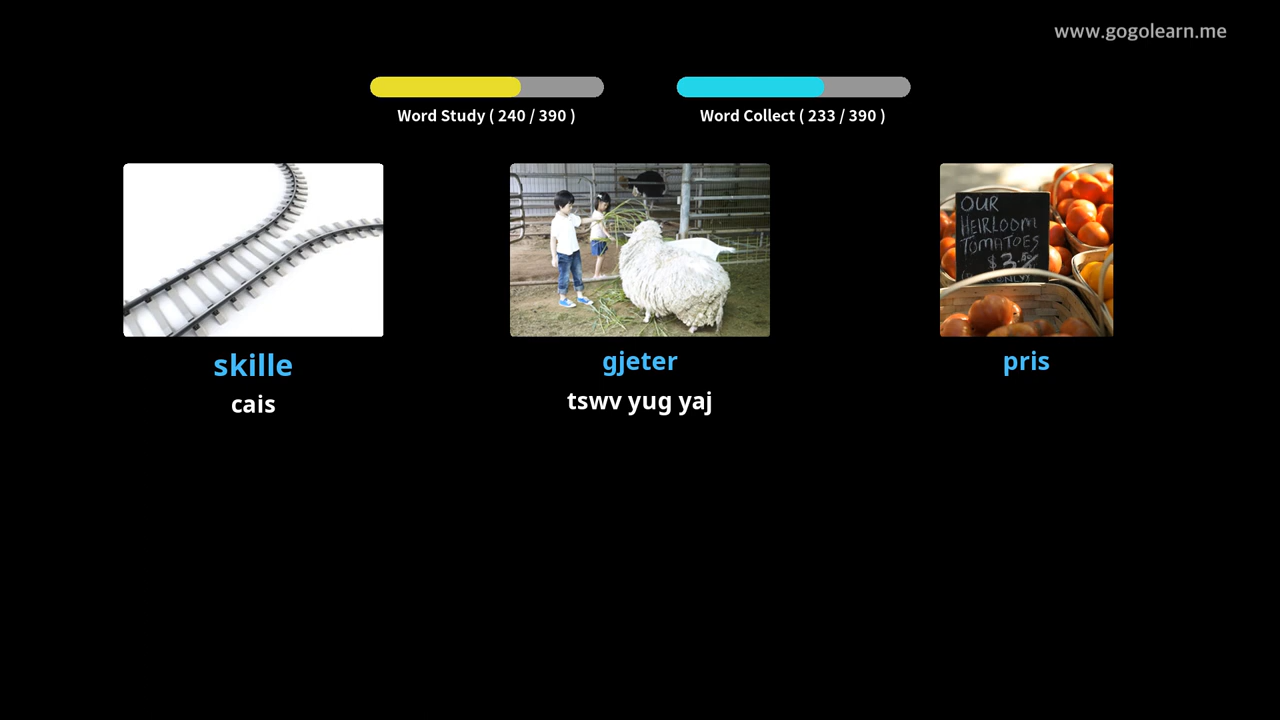 www.gogolearn.me
Word Study ( 240 / 390 )
Word Collect ( 233 / 390 )
OUR
HEIRLOOM
TOMATOES
skille
gjeter
pris
cais
tswv yug yaj